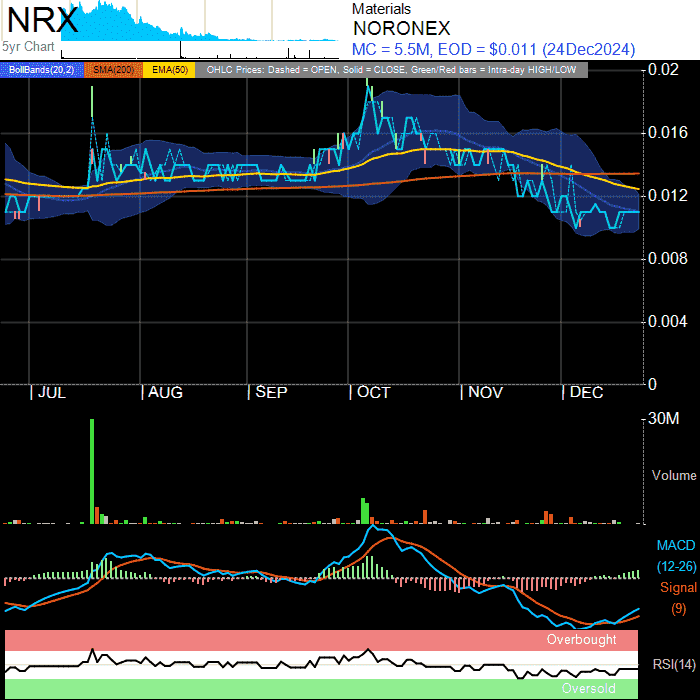 NRX
5yr Chart
Materials
NORONEX
MC = 5.5M, EOD = $0.011 (24Dec2024)
BollBands(20,2) SMA(200) EMA(50) OHLC Prices: Dashed = OPEN, Solid = CLOSE, Green/Red bars = Intra-day HIGH/LOW
0.02
0.016
0.012
0.008
0.004
0
| JUL | AUG | SEP | OCT | NOV | DEC
30M
Volume
MACD
(12-26)
Signal
(9)
Overbought
RSI(14)
Oversold